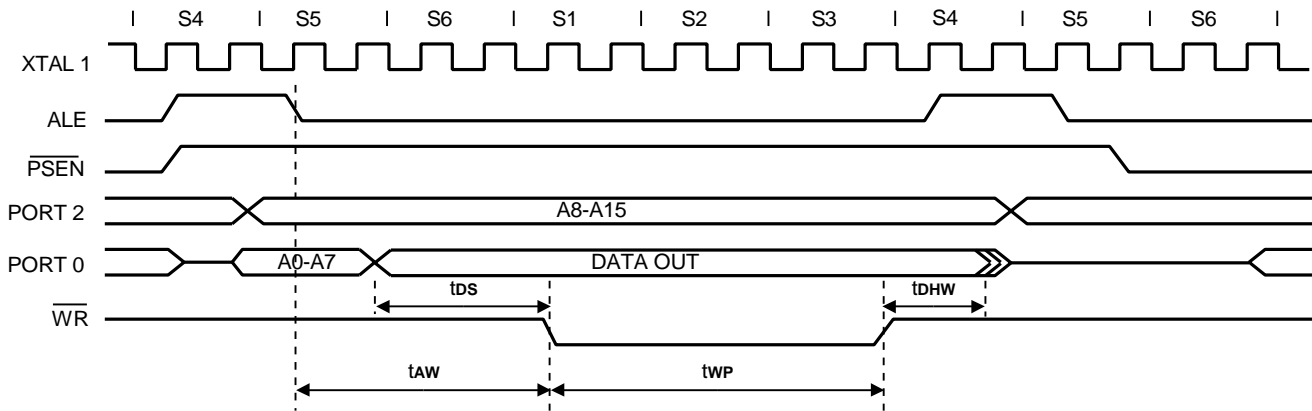 I S4 I S5 I S6 I S1 I S2 I S3 I S4 I S5 I S6 I
XTAL 1
ALE
PSEN
PORT 2 A8-A15
PORT 0 A0-A7 DATA OUT
tDS tDHW
WR
tAW tWP